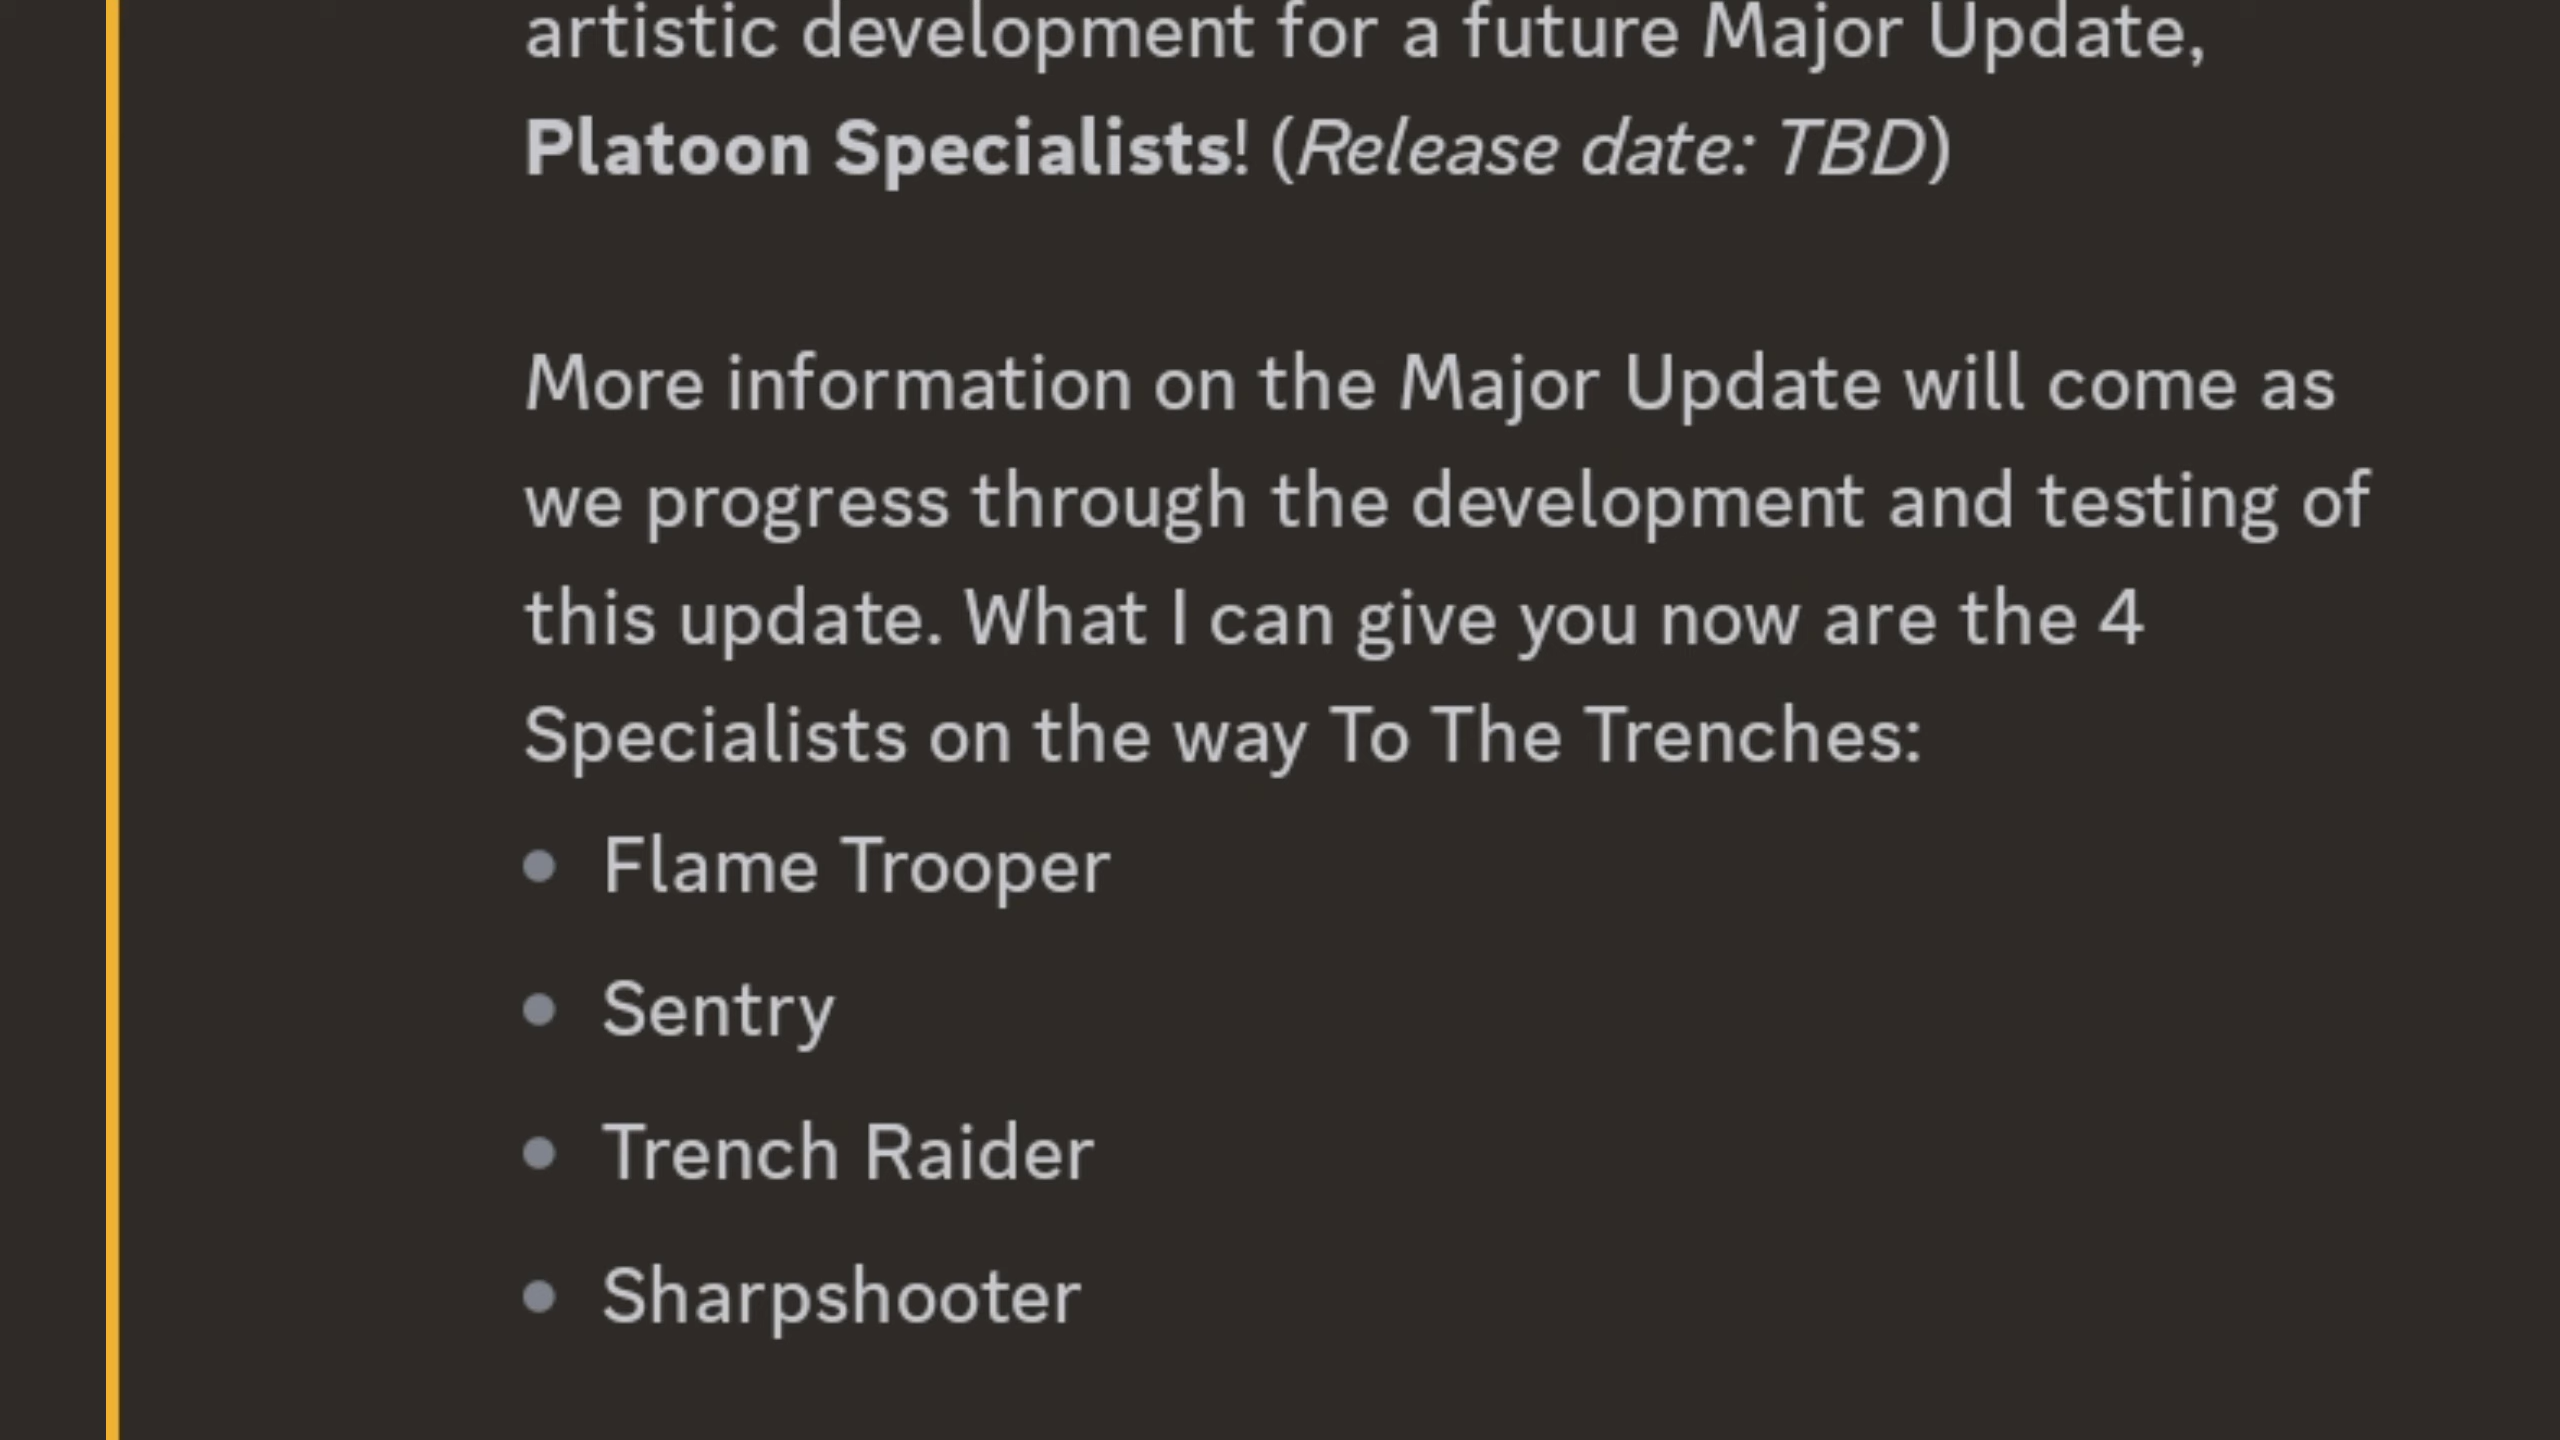 artistic development for a future Major Update,
Platoon Specialists! (Release date: TBD)
More information on the Major Update will come as
we progress through the development and testing of
this update. What I can give you now are the 4
Specialists on the way To The Trenches:
• Flame Trooper
• Sentry
• Trench Raider
• Sharpshooter